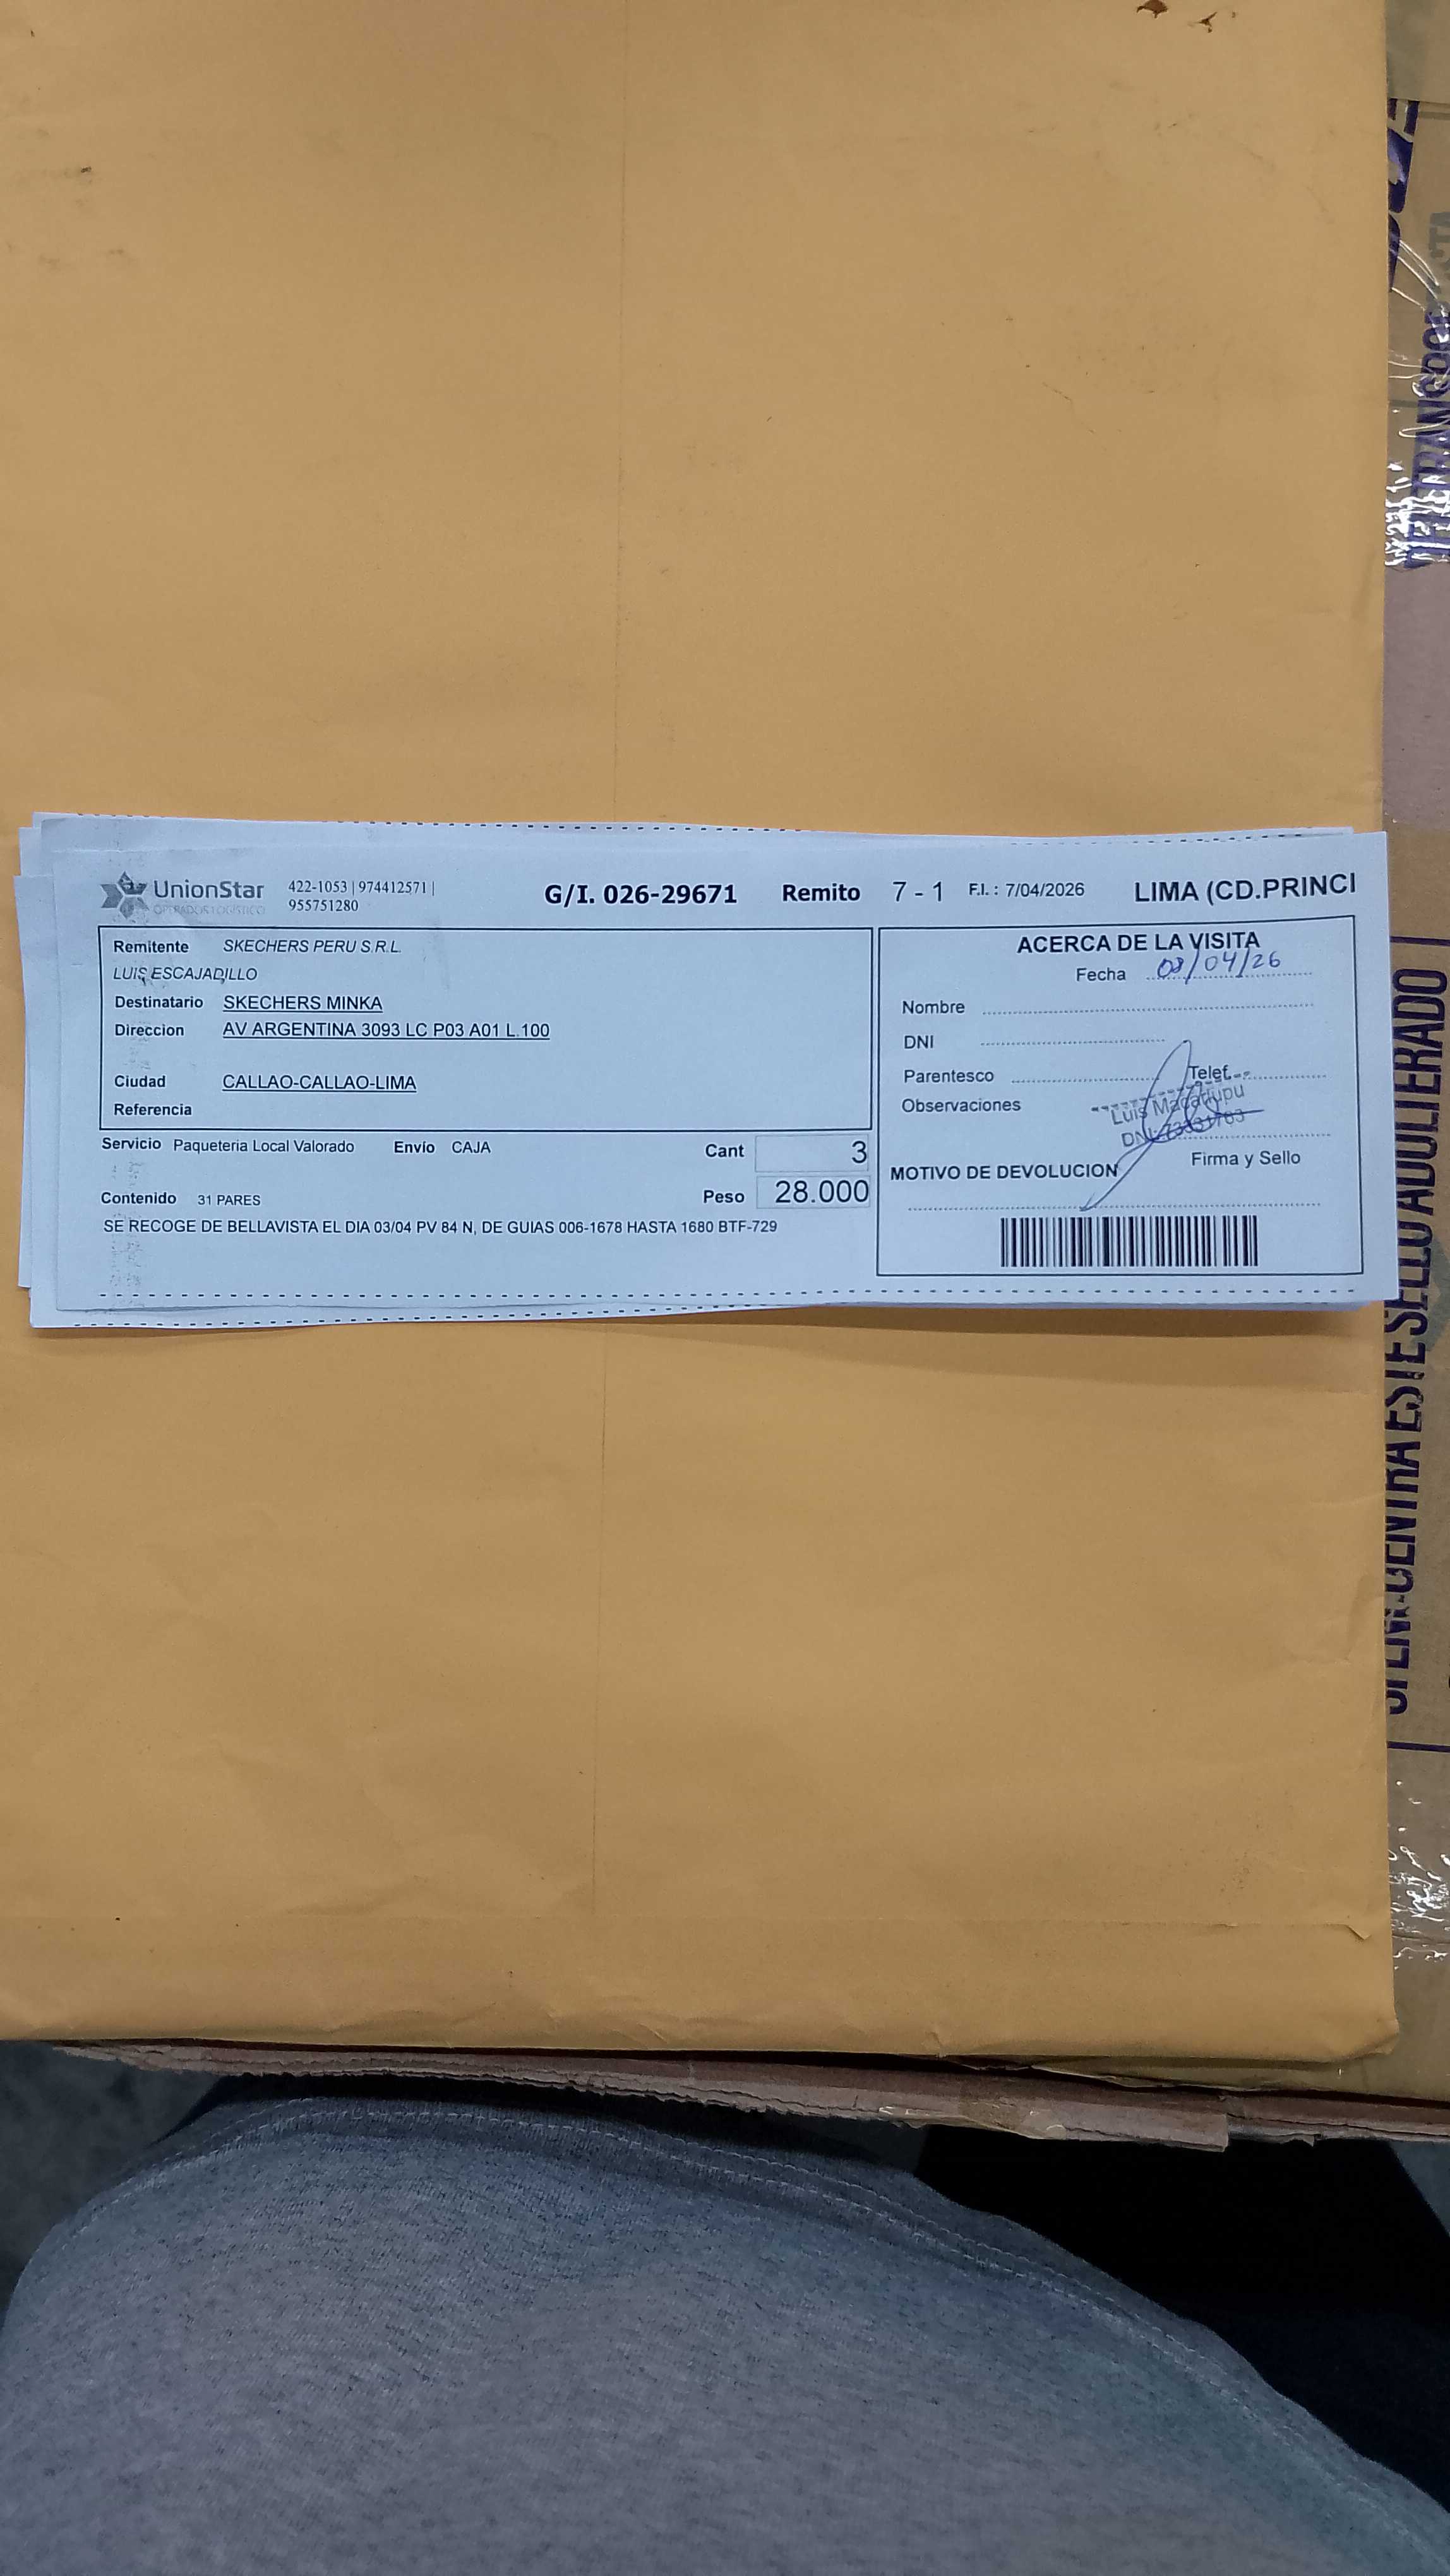 UnionStar
OPERADOR LOGISTICO
422-1053 | 974412571 |
955751280
G/I. 026-29671 Remito 7 - 1 F.I. : 7/04/2026 LIMA (CD.PRINCI
Remitente SKECHERS PERU S.R.L.
LUIS ESCAJADILLO
Destinatario SKECHERS MINKA
Direccion AV ARGENTINA 3093 LC P03 A01 L.100
Ciudad CALLAO-CALLAO-LIMA
Referencia
Servicio Paqueteria Local Valorado Envío CAJA Cant 3
Contenido 31 PARES Peso 28.000
SE RECOGE DE BELLAVISTA EL DIA 03/04 PV 84 N, DE GUIAS 006-1678 HASTA 1680 BTF-729
ACERCA DE LA VISITA
Fecha 08/04/26
Nombre
DNI
Parentesco Telef.
Observaciones
Luis
DNI:
Firma y Sello
MOTIVO DE DEVOLUCION
ESTE SELLO ADULTERADO